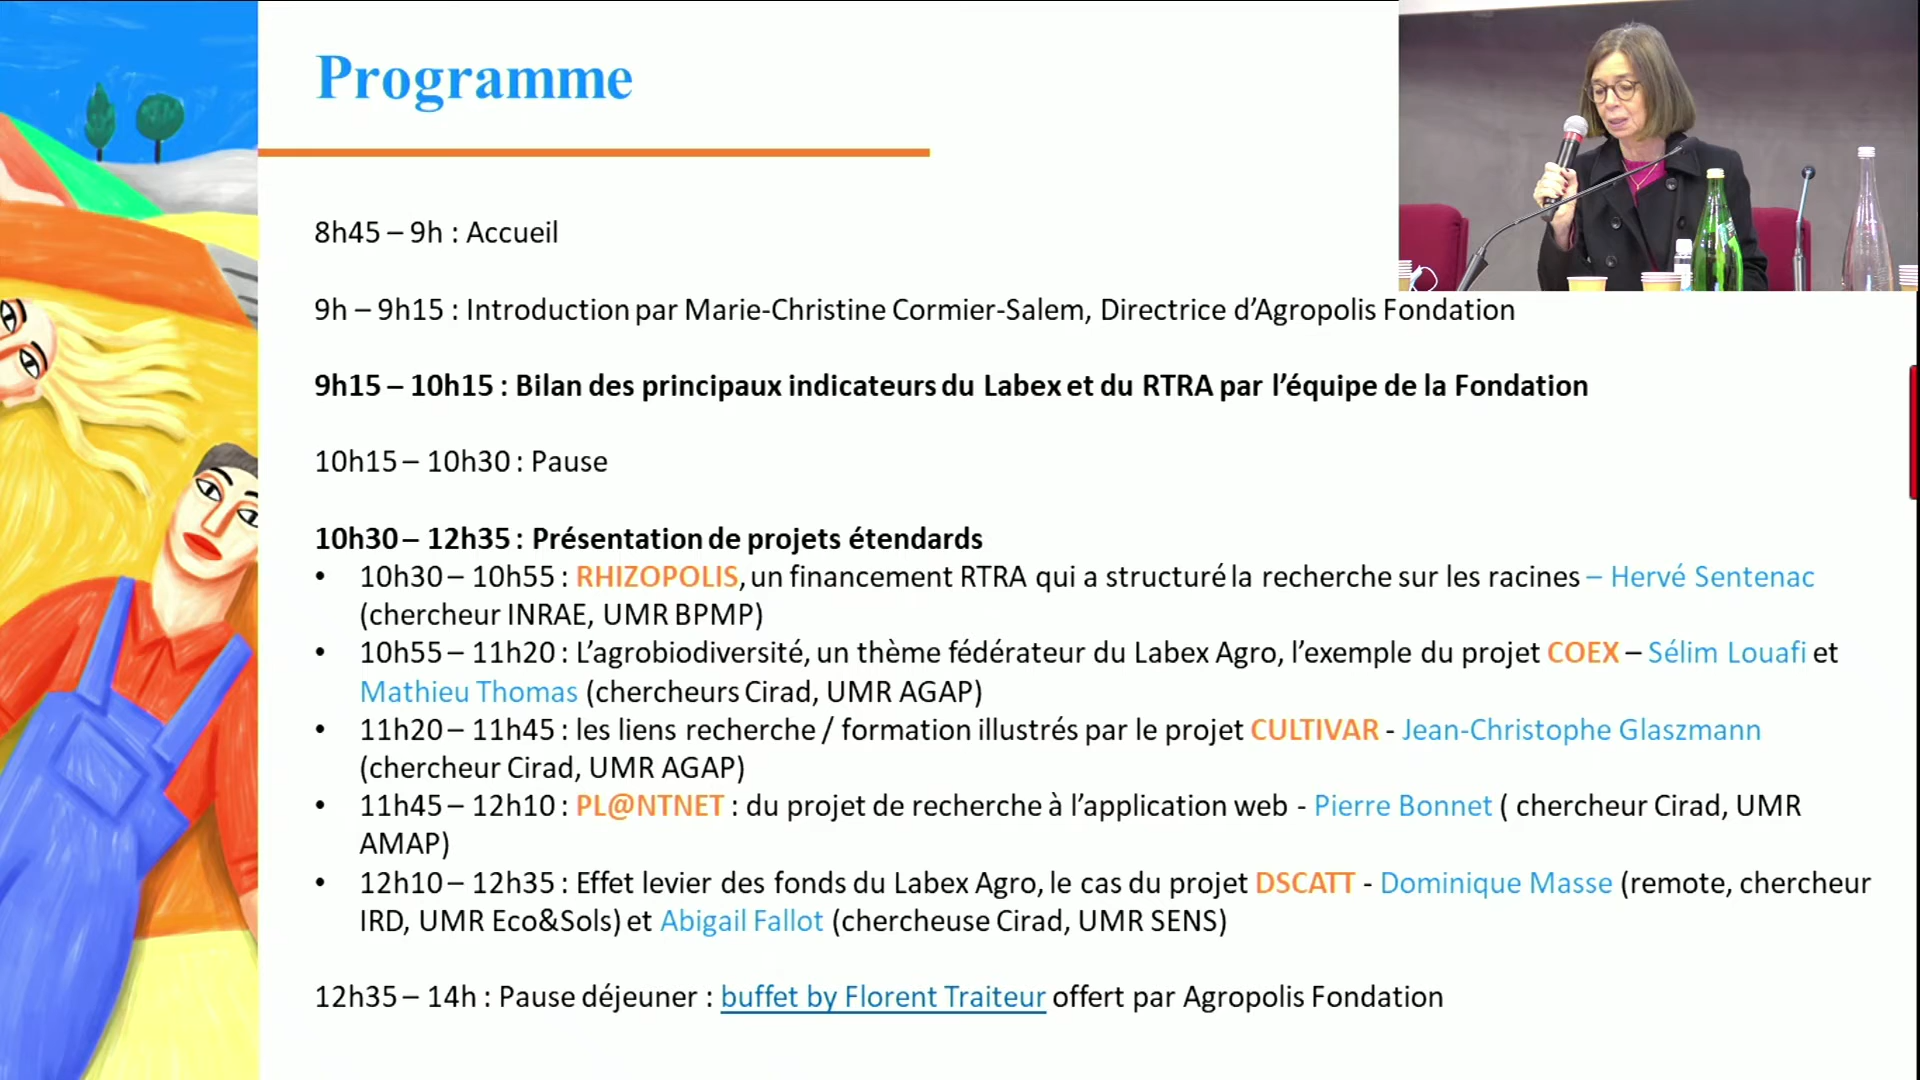 Programme
8h45 – 9h : Accueil
9h – 9h15 : Introduction par Marie-Christine Cormier-Salem, Directrice d’Agropolis Fondation
9h15 – 10h15 : Bilan des principaux indicateurs du Labex et du RTRA par l’équipe de la Fondation
10h15 – 10h30 : Pause
10h30 – 12h35 : Présentation de projets étendards
• 10h30 – 10h55 : RHIZOPOLIS, un financement RTRA qui a structuré la recherche sur les racines – Hervé Sentenac
(chercheur INRAE, UMR BPMP)
• 10h55 – 11h20 : L’agrobiodiversité, un thème fédérateur du Labex Agro, l’exemple du projet COEX – Sélim Louafi et
Mathieu Thomas (chercheurs Cirad, UMR AGAP)
• 11h20 – 11h45 : les liens recherche / formation illustrés par le projet CULTIVAR - Jean-Christophe Glaszmann
(chercheur Cirad, UMR AGAP)
• 11h45 – 12h10 : PL@NTNET : du projet de recherche à l’application web - Pierre Bonnet ( chercheur Cirad, UMR
AMAP)
• 12h10 – 12h35 : Effet levier des fonds du Labex Agro, le cas du projet DSCATT - Dominique Masse (remote, chercheur
IRD, UMR Eco&Sols) et Abigail Fallot (chercheuse Cirad, UMR SENS)
12h35 – 14h : Pause déjeuner : buffet by Florent Traiteur offert par Agropolis Fondation